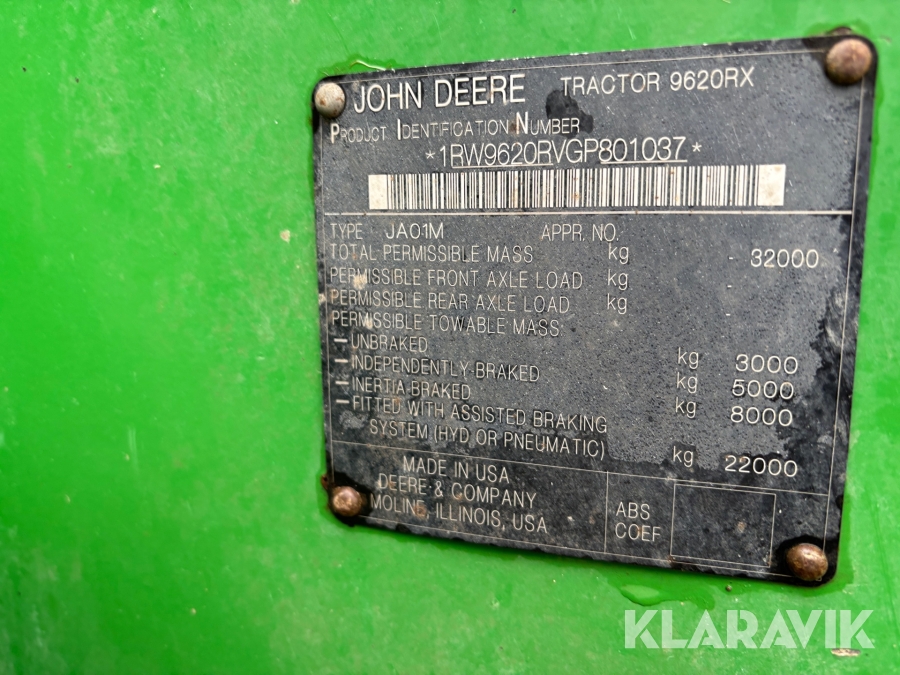 JOHN DEERE TRACTOR 9620RX
PRODUCT IDENTIFICATION NUMBER
*1RW9620RVGP801037*
TYPE JA01M APPR. NO.
TOTAL PERMISSIBLE MASS kg 32000
PERMISSIBLE FRONT AXLE LOAD kg
PERMISSIBLE REAR AXLE LOAD kg
PERMISSIBLE TOWABLE MASS
- UNBRAKED kg 3000
- INDEPENDENTLY-BRAKED kg 5000
- INERTIA-BRAKED kg 8000
- FITTED WITH ASSISTED BRAKING
SYSTEM (HYD OR PNEUMATIC) kg 22000
MADE IN USA
DEERE & COMPANY
MOLINE, ILLINOIS, USA
ABS
COEF
KLARAVIK